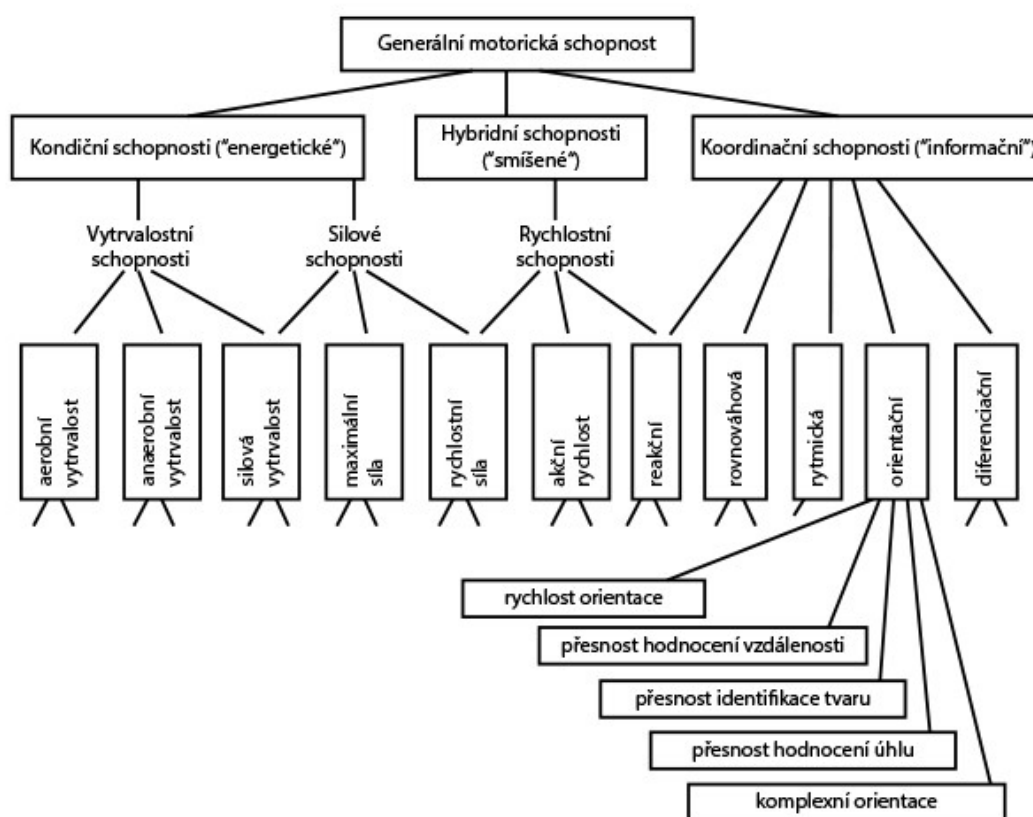 Generální motorická schopnost
Kondiční schopnosti (“energetické“)
Hybridní schopnosti
(“smíšené“)
Koordinační schopnosti (“informační“)
Vytrvalostní
schopnosti
Silové
schopnosti
Rychlostní
schopnosti
aerobní
vytrvalost
anaerobní
vytrvalost
silová
vytrvalost
maximální
síla
rychlostní
síla
akční
rychlost
reakční
rovnováhová
rytmická
orientační
diferenciační
rychlost orientace
přesnost hodnocení vzdálenosti
přesnost identifikace tvaru
přesnost hodnocení úhlu
komplexní orientace